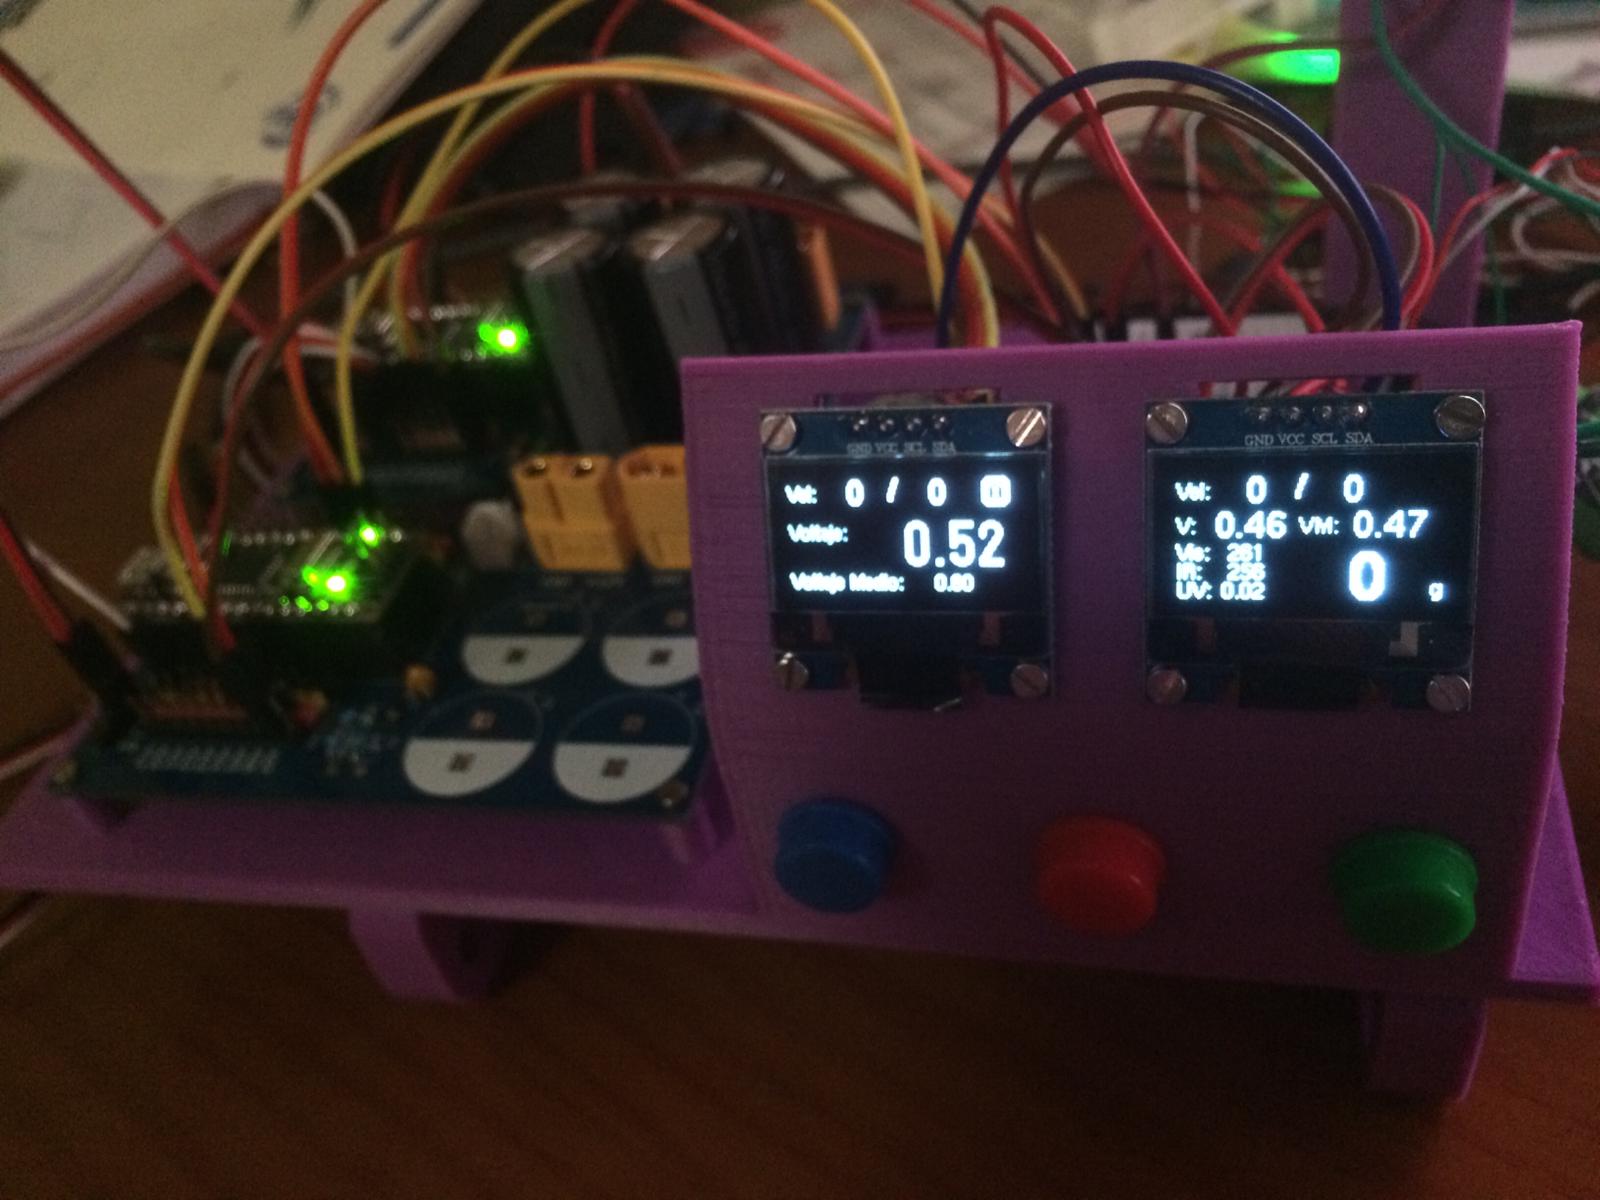 GND VCC SCL SDA
Vel: 0 / 0
Voltaje: 0.52
Voltaje Medio: 0.60
GND VCC SCL SDA
Vel: 0 / 0
V: 0.46 VM: 0.47
Vis: 261
IR: 256
UV: 0.02
0 g